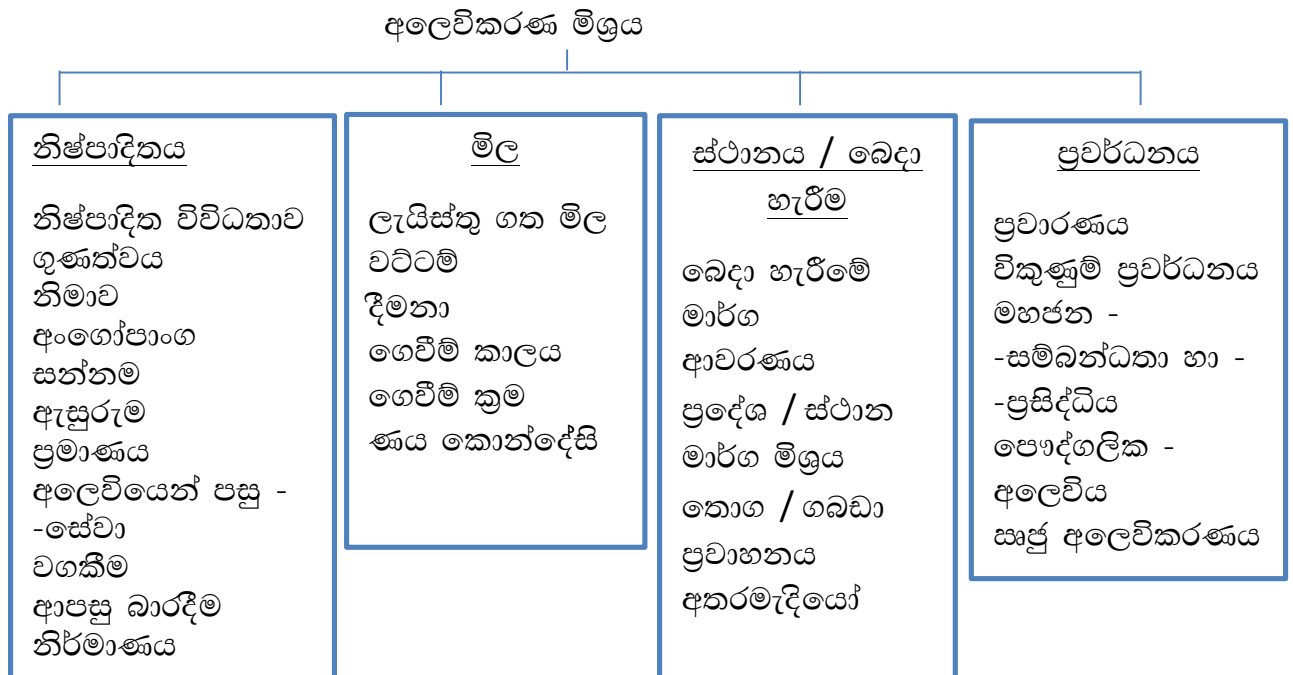 අලෙවිකරණ මිශ්‍රය
නිෂ්පාදිතය
නිෂ්පාදිත විවිධතාව
ගුණත්වය
නිමාව
අංගෝපාංග
සන්නම
ඇසුරුම
ප්‍රමාණය
අලෙවියෙන් පසු -
-සේවා
වගකීම
ආපසු බාරදීම
නිර්මාණය
මිල
ලැයිස්තු ගත මිල
වට්ටම්
දීමනා
ගෙවීම් කාලය
ගෙවීම් ක්‍රම
ණය කොන්දේසි
ස්ථානය / බෙදා
හැරීම
බෙදා හැරීමේ
මාර්ග
ආවරණය
ප්‍රදේශ / ස්ථාන
මාර්ග මිශ්‍රය
තොග / ගබඩා
ප්‍රවාහනය
අතරමැදියෝ
ප්‍රවර්ධනය
ප්‍රචාරණය
විකුණුම් ප්‍රවර්ධනය
මහජන -
-සම්බන්ධතා හා -
-ප්‍රසිද්ධිය
පෞද්ගලික -
අලෙවිය
ඍජු අලෙවිකරණය